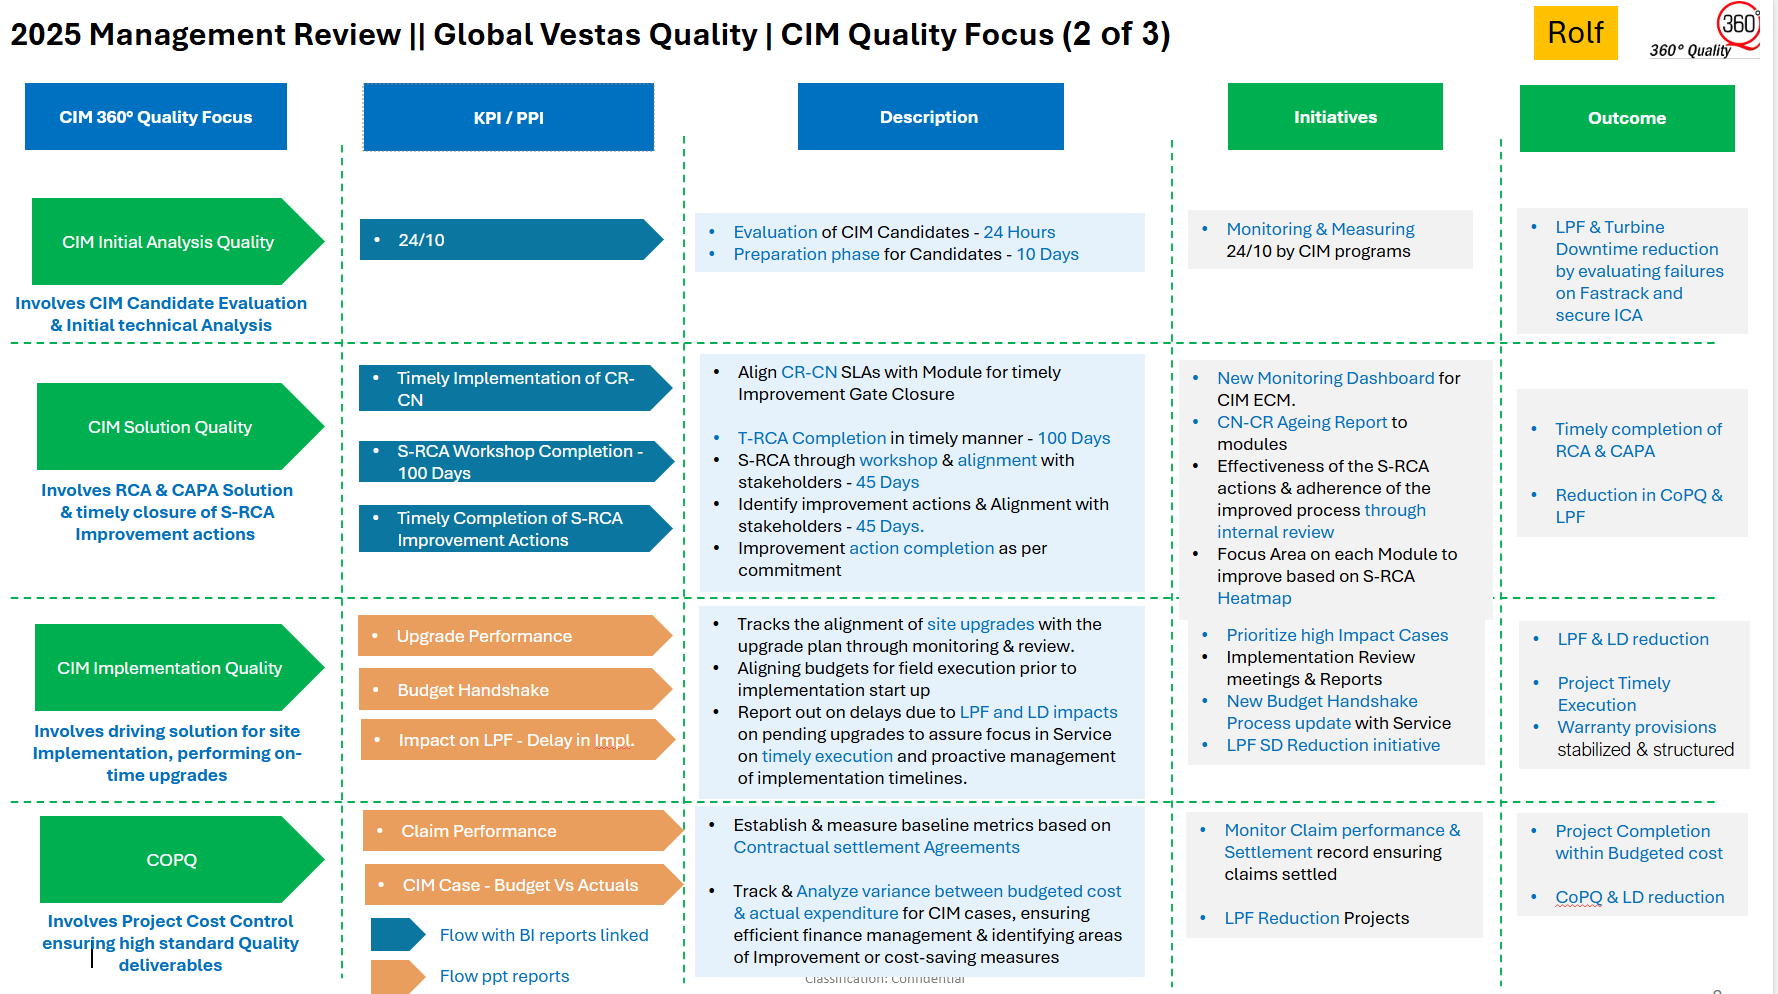 2025 Management Review || Global Vestas Quality | CIM Quality Focus (2 of 3)
Rolf
360°
360° Quality
CIM 360° Quality Focus
KPI / PPI
Description
Initiatives
Outcome
CIM Initial Analysis Quality
Involves CIM Candidate Evaluation
& Initial technical Analysis
• 24/10
• Evaluation of CIM Candidates - 24 Hours
• Preparation phase for Candidates - 10 Days
• Monitoring & Measuring
24/10 by CIM programs
• LPF & Turbine
Downtime reduction
by evaluating failures
on Fastrack and
secure ICA
CIM Solution Quality
Involves RCA & CAPA Solution
& timely closure of S-RCA
Improvement actions
• Timely Implementation of CR-
CN
• S-RCA Workshop Completion -
100 Days
• Timely Completion of S-RCA
Improvement Actions
• Align CR-CN SLAs with Module for timely
Improvement Gate Closure
• T-RCA Completion in timely manner - 100 Days
• S-RCA through workshop & alignment with
stakeholders - 45 Days
• Identify improvement actions & Alignment with
stakeholders - 45 Days.
• Improvement action completion as per
commitment
• New Monitoring Dashboard for
CIM ECM.
• CN-CR Ageing Report to
modules
• Effectiveness of the S-RCA
actions & adherence of the
improved process through
internal review
• Focus Area on each Module to
improve based on S-RCA
Heatmap
• Timely completion of
RCA & CAPA
• Reduction in CoPQ &
LPF
CIM Implementation Quality
Involves driving solution for site
Implementation, performing on-
time upgrades
• Upgrade Performance
• Budget Handshake
• Impact on LPF - Delay in Impl.
• Tracks the alignment of site upgrades with the
upgrade plan through monitoring & review.
• Aligning budgets for field execution prior to
implementation start up
• Report out on delays due to LPF and LD impacts
on pending upgrades to assure focus in Service
on timely execution and proactive management
of implementation timelines.
• Prioritize high Impact Cases
• Implementation Review
meetings & Reports
• New Budget Handshake
Process update with Service
• LPF SD Reduction initiative
• LPF & LD reduction
• Project Timely
Execution
• Warranty provisions
stabilized & structured
COPQ
Involves Project Cost Control
ensuring high standard Quality
deliverables
• Claim Performance
• CIM Case - Budget Vs Actuals
Flow with BI reports linked
Flow ppt reports
• Establish & measure baseline metrics based on
Contractual settlement Agreements
• Track & Analyze variance between budgeted cost
& actual expenditure for CIM cases, ensuring
efficient finance management & identifying areas
of Improvement or cost-saving measures
• Monitor Claim performance &
Settlement record ensuring
claims settled
• LPF Reduction Projects
• Project Completion
within Budgeted cost
• CoPQ & LD reduction
Classification: Confidential